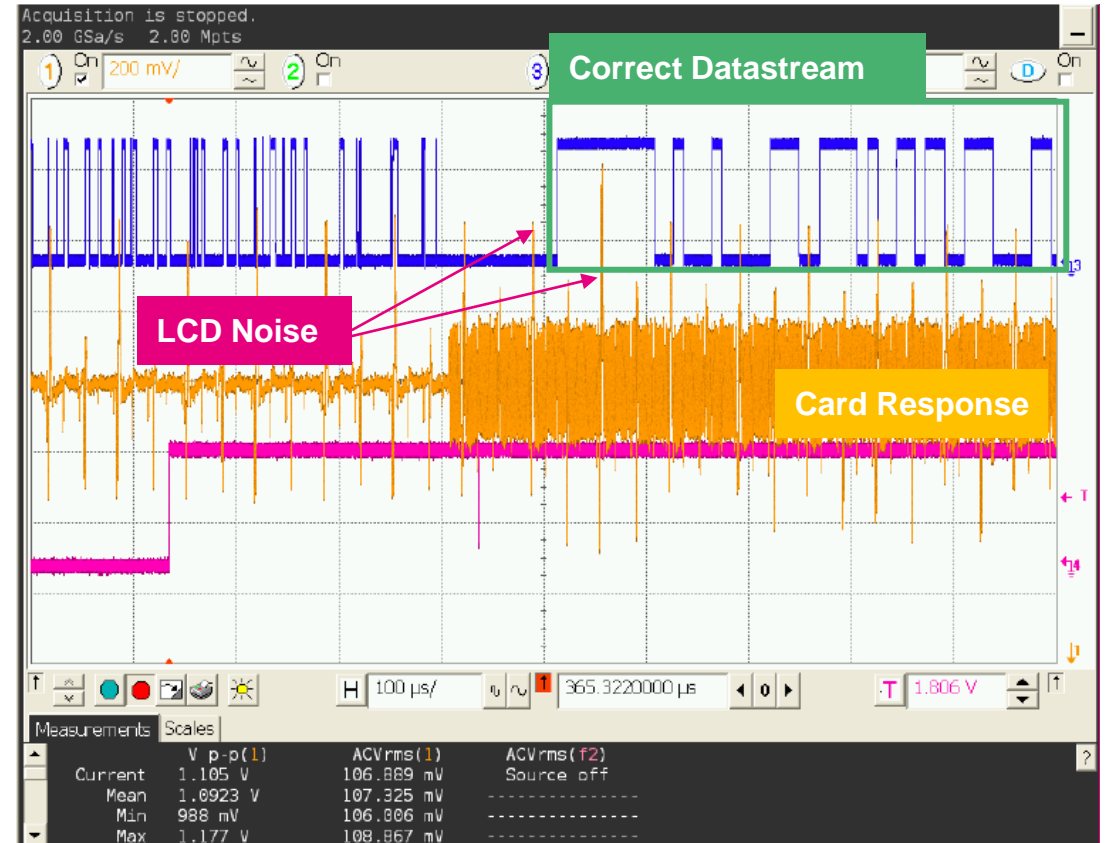 Acquisition is stopped.
2.00 GSa/s 2.00 Mpts
1 On 200 mV/ 2 On 3 Correct Datastream D On
3
LCD Noise
Card Response
T
4
1
H 100 µs/ 365.3220000 µs 0 T 1.806 V
Measurements Scales
V p-p(1) ACVrms(1) ACVrms(f2)
Current 1.105 V 106.889 mV Source off
Mean 1.0923 V 107.325 mV ---------------
Min 988 mV 106.806 mV ---------------
Max 1.177 V 108.867 mV ---------------
?